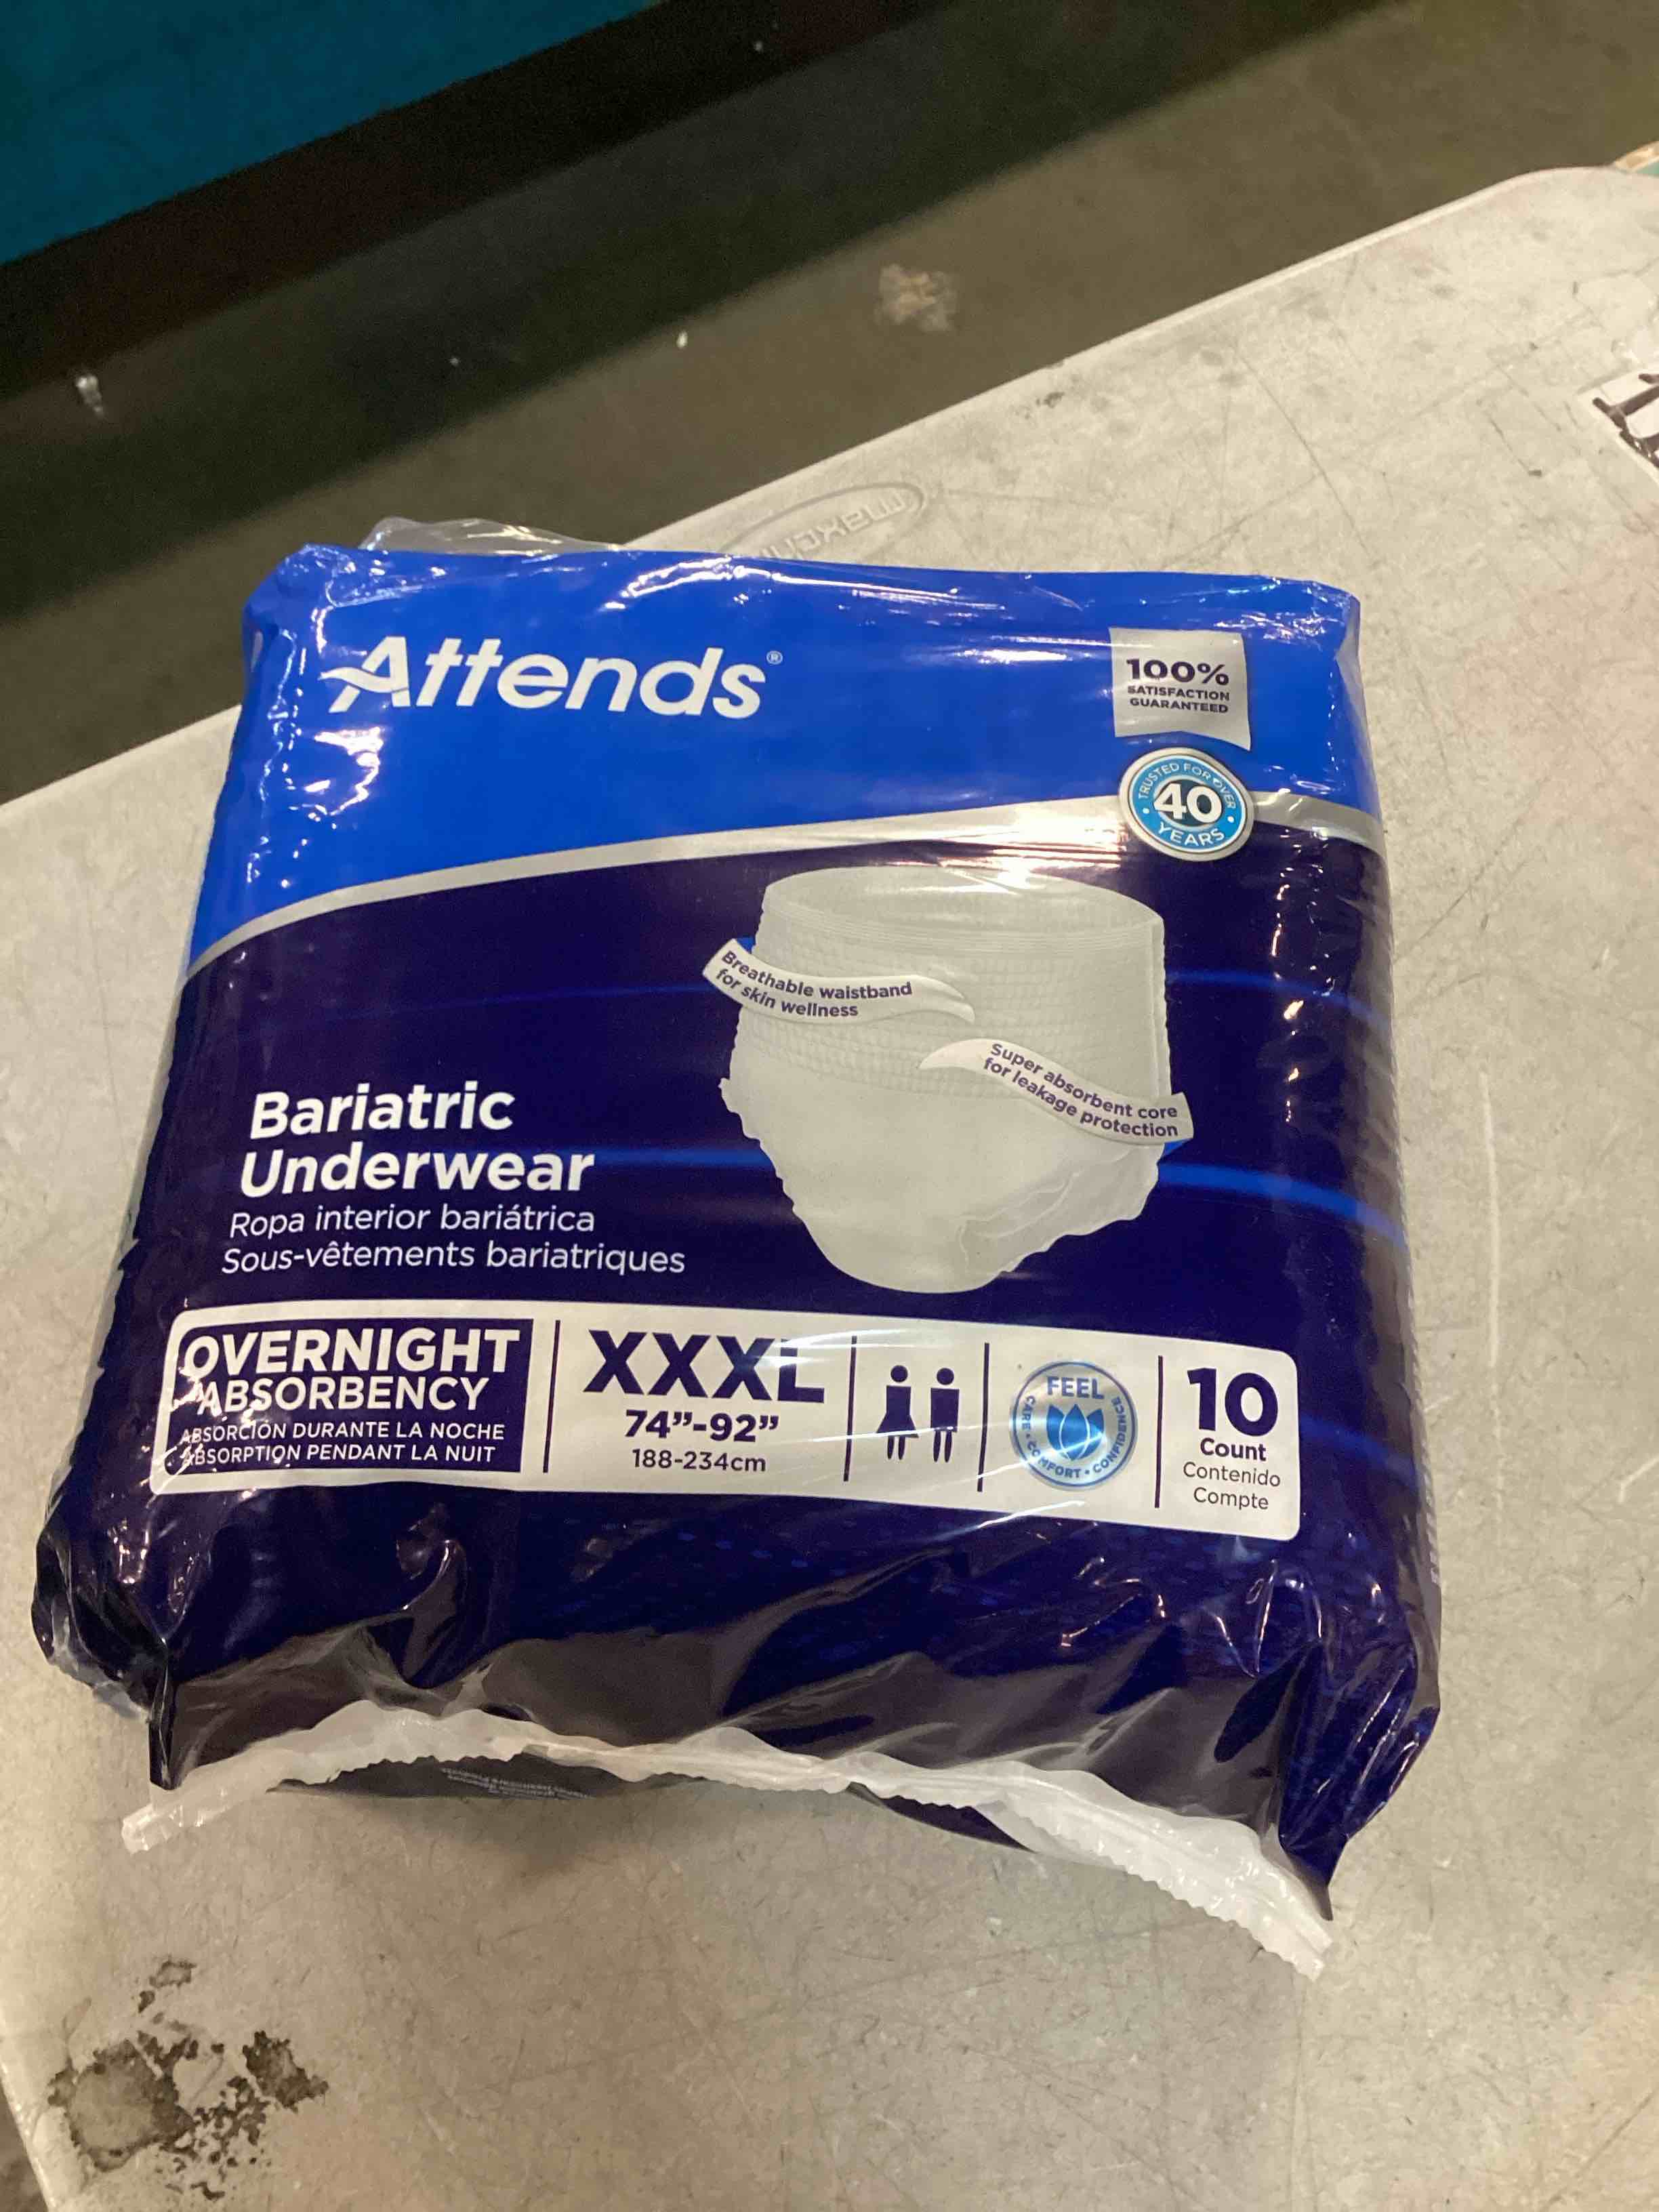 maxon
Attends®
100%
SATISFACTION
GUARANTEED
TRUSTED FOR OVER
40
YEARS
Breathable waistband
for skin wellness
Super absorbent core
for leakage protection
Bariatric
Underwear
Ropa interior bariátrica
Sous-vêtements bariatriques
OVERNIGHT
ABSORBENCY
ABSORCIÓN DURANTE LA NOCHE
ABSORPTION PENDANT LA NUIT
XXXL
74”-92”
188-234cm
FEEL
CARE • COMFORT • CONFIDENCE
10
Count
Contenido
Compte